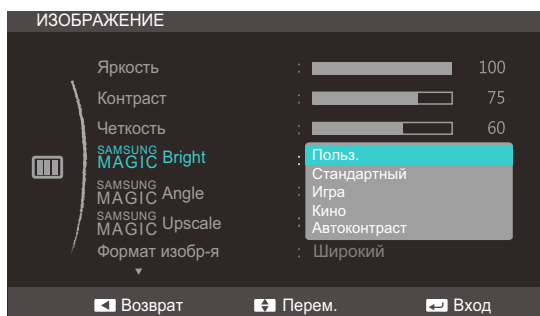 ИЗОБРАЖЕНИЕ
Яркость : 100
Контраст : 75
Четкость : 60
SAMSUNG MAGIC Bright : Польз.
Стандартный
SAMSUNG MAGIC Angle : Игра
Кино
SAMSUNG MAGIC Upscale : Автоконтраст
Формат изобр-я : Широкий
Возврат Перем. Вход